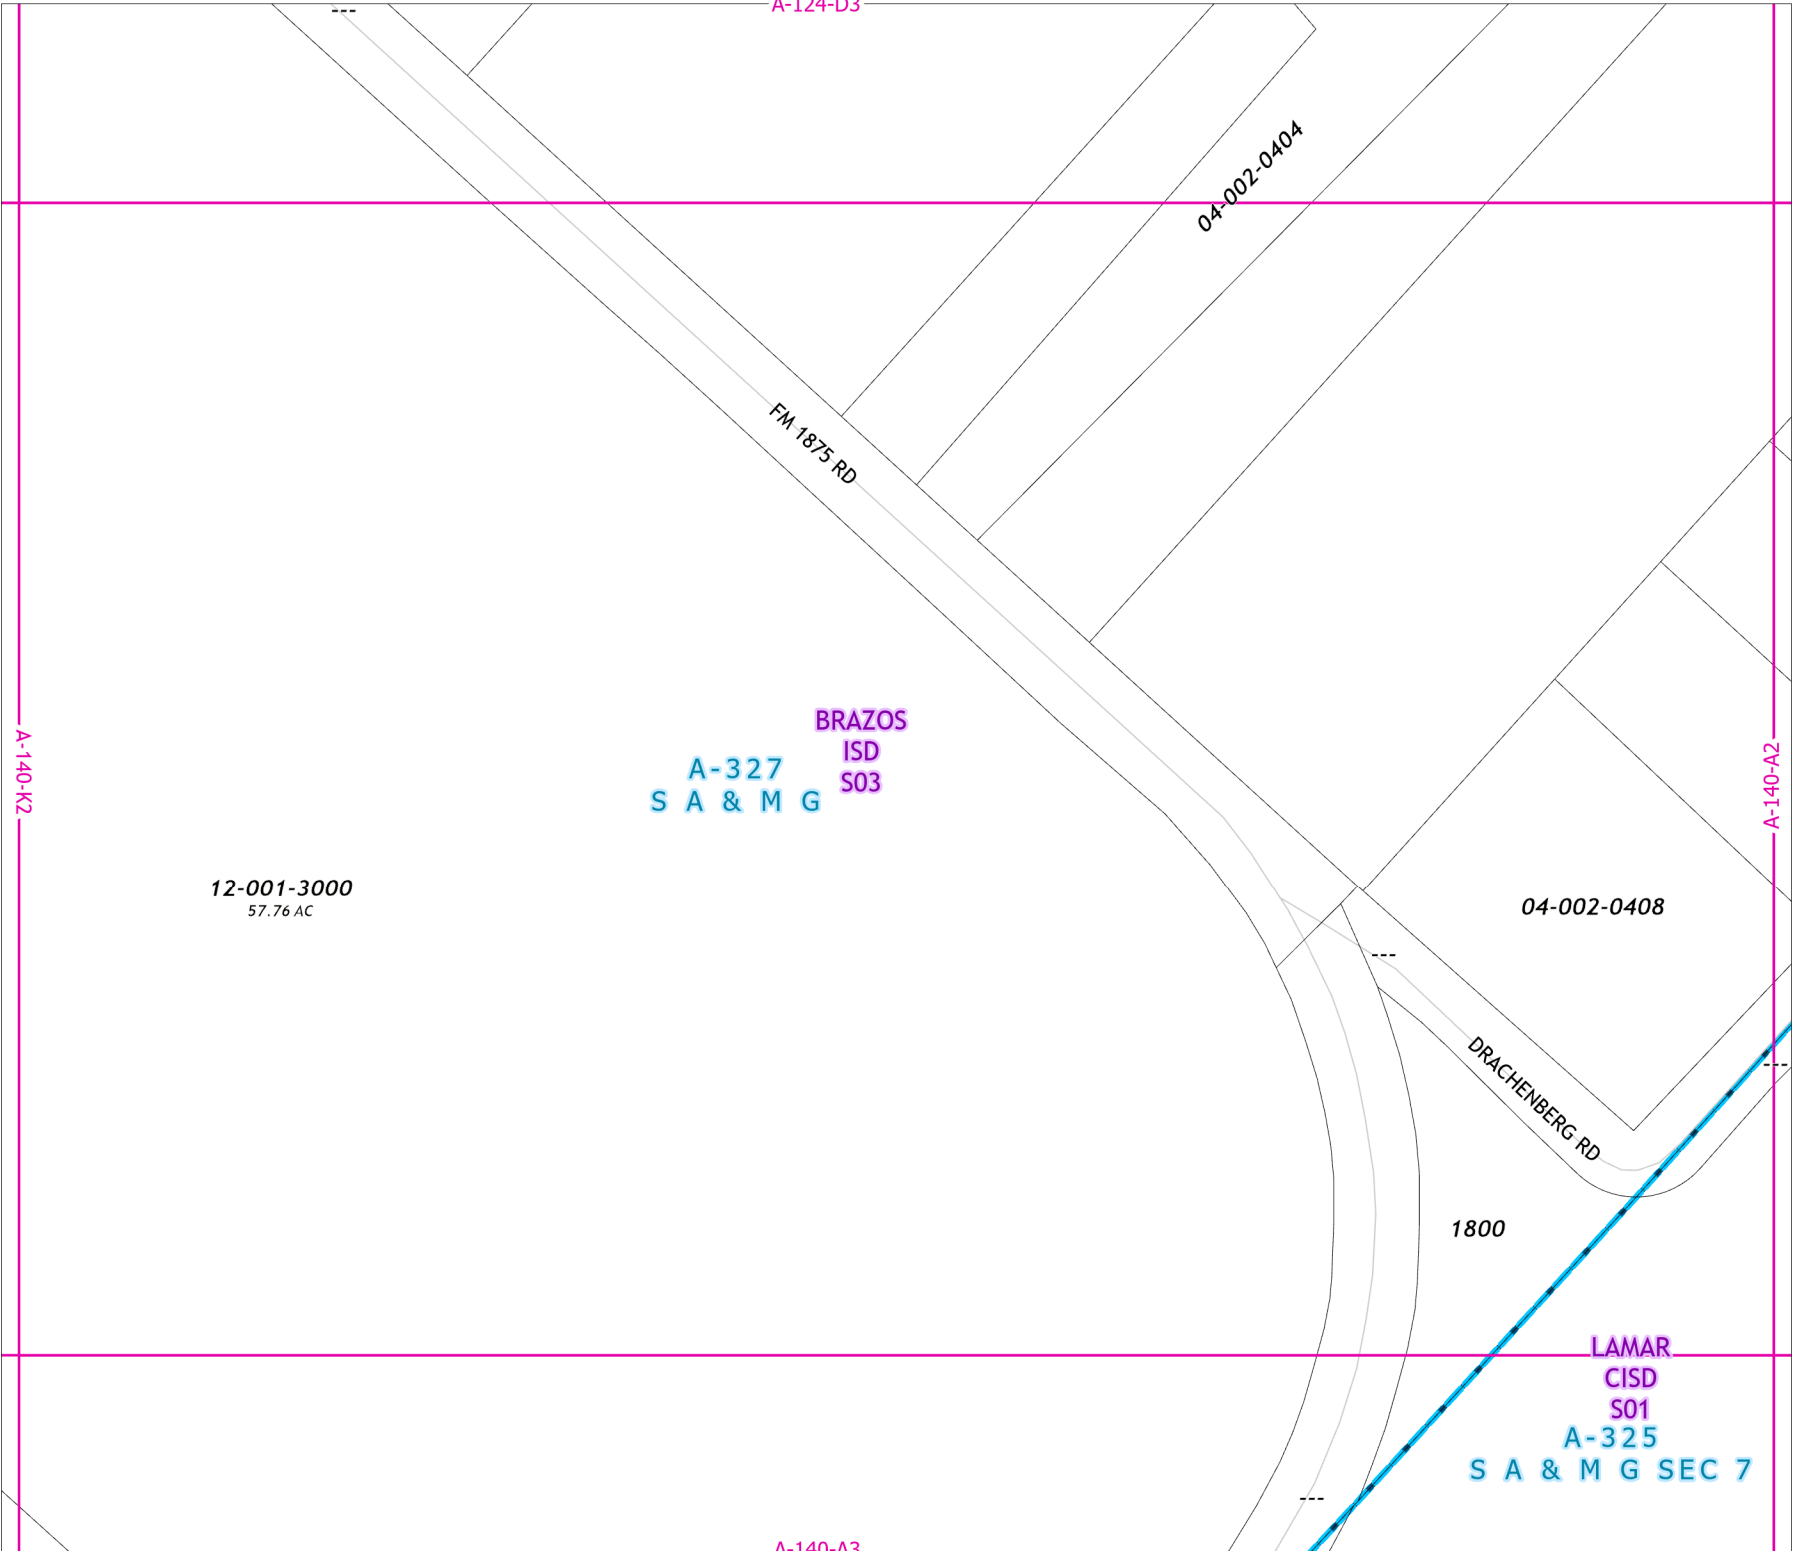 A-124-D3
---
04-002-0404
FM 1875 RD
BRAZOS
ISD
S03
A-327
S A & M G
A-140-K2
A-140-A2
12-001-3000
57.76 AC
04-002-0408
---
DRACHENBERG RD
---
1800
LAMAR
CISD
S01
A-325
S A & M G SEC 7
---
A-140-A3